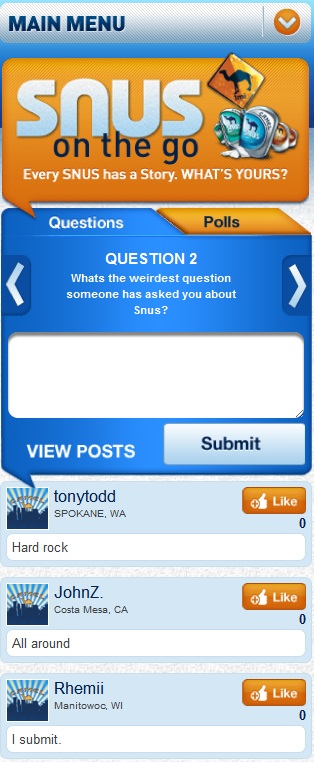 MAIN MENU
SNUS
on the go
Every SNUS has a Story. WHAT'S YOURS?
Questions
Polls
QUESTION 2
Whats the weirdest question
someone has asked you about
Snus?
VIEW POSTS
Submit
tonytodd
SPOKANE, WA
Like
0
Hard rock
JohnZ.
Costa Mesa, CA
Like
0
All around
Rhemii
Manitowoc, WI
Like
0
I submit.